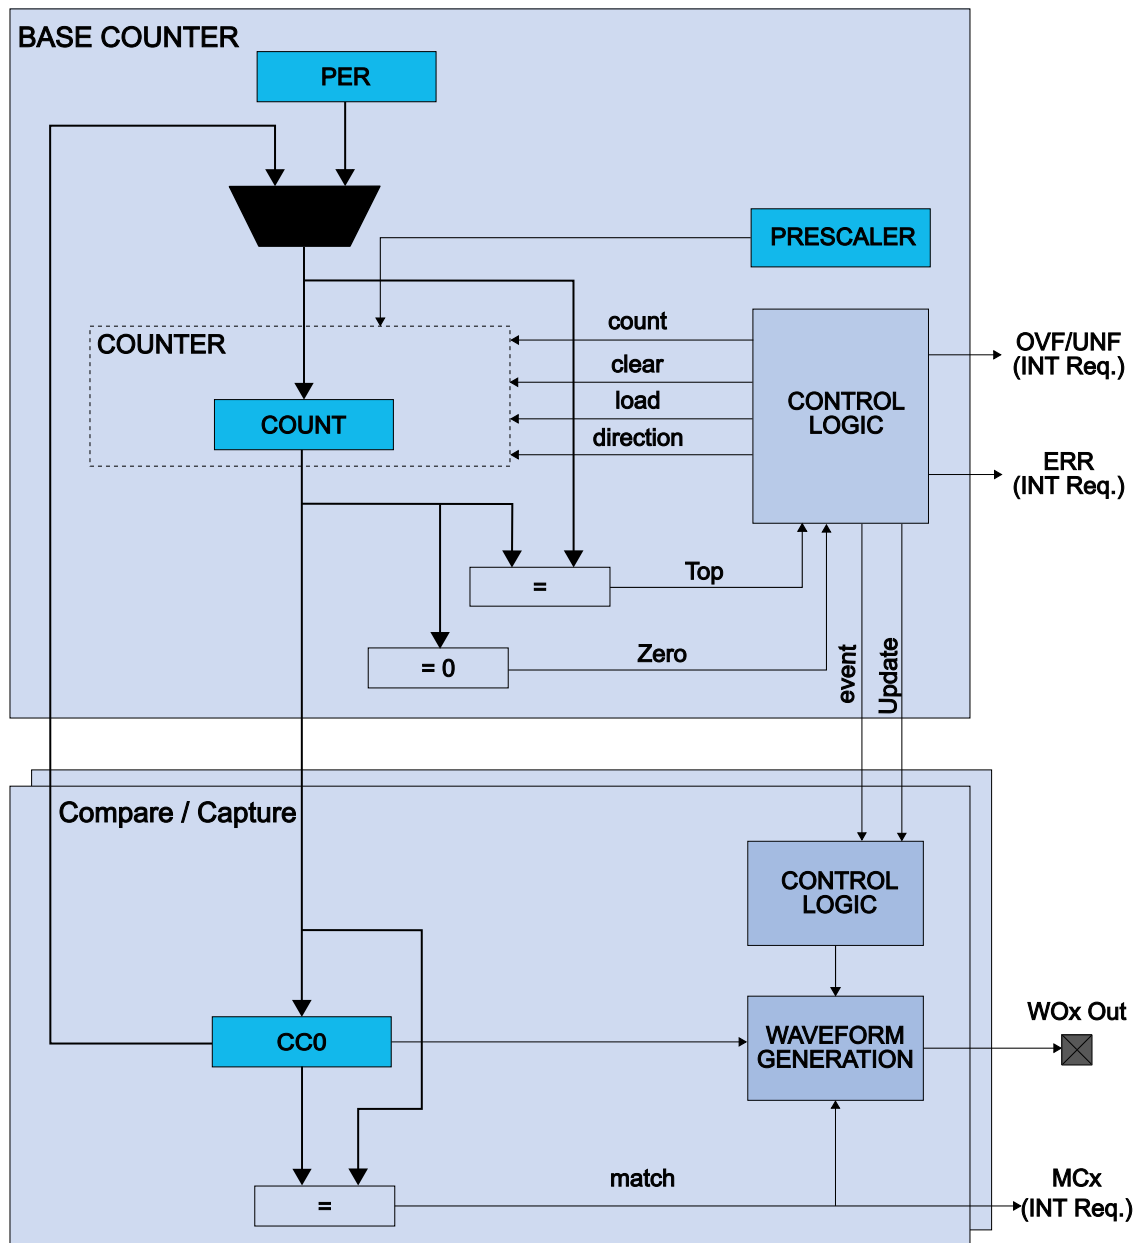 BASE COUNTER
PER
PRESCALER
COUNTER
count
clear
load
direction
COUNT
CONTROL
LOGIC
OVF/UNF
(INT Req.)
ERR
(INT Req.)
=
Top
= 0
Zero
event
Update
Compare / Capture
CONTROL
LOGIC
CC0
WAVEFORM
GENERATION
WOx Out
=
match
MCx
(INT Req.)